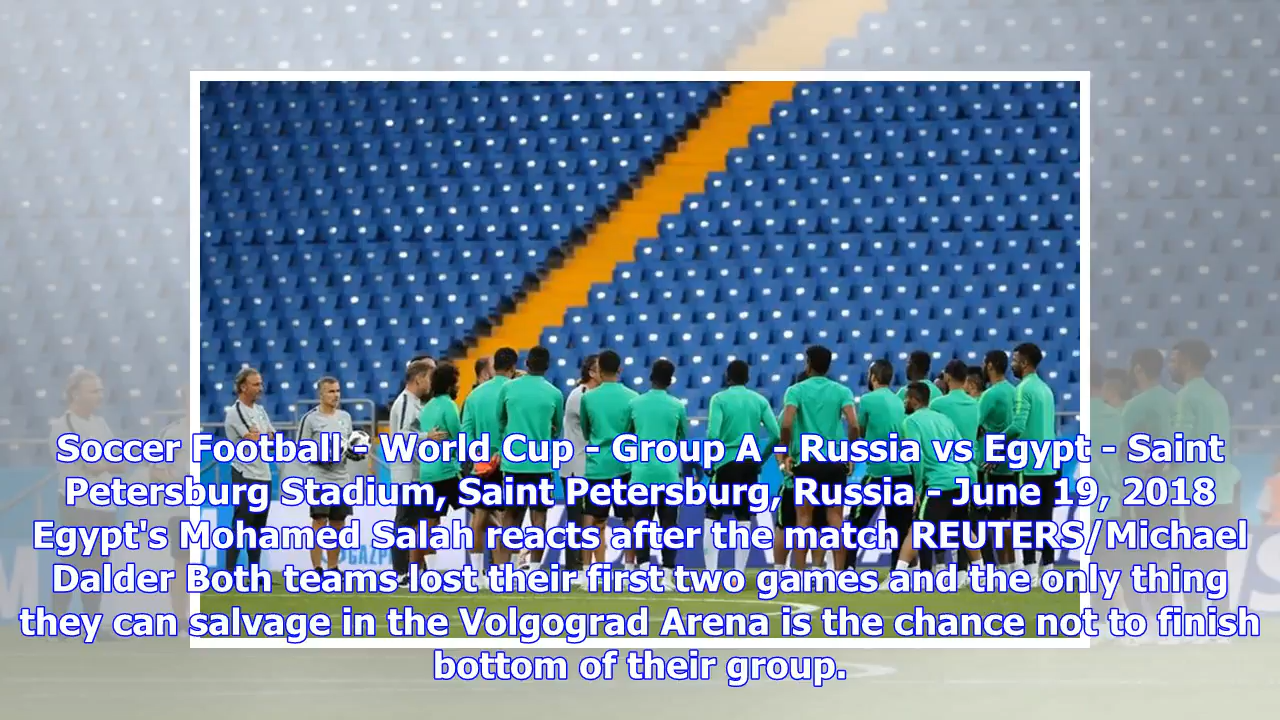 Soccer Football - World Cup - Group A - Russia vs Egypt - Saint
Petersburg Stadium, Saint Petersburg, Russia - June 19, 2018
Egypt's Mohamed Salah reacts after the match REUTERS/Michael
Dalder Both teams lost their first two games and the only thing
they can salvage in the Volgograd Arena is the chance not to finish
bottom of their group.